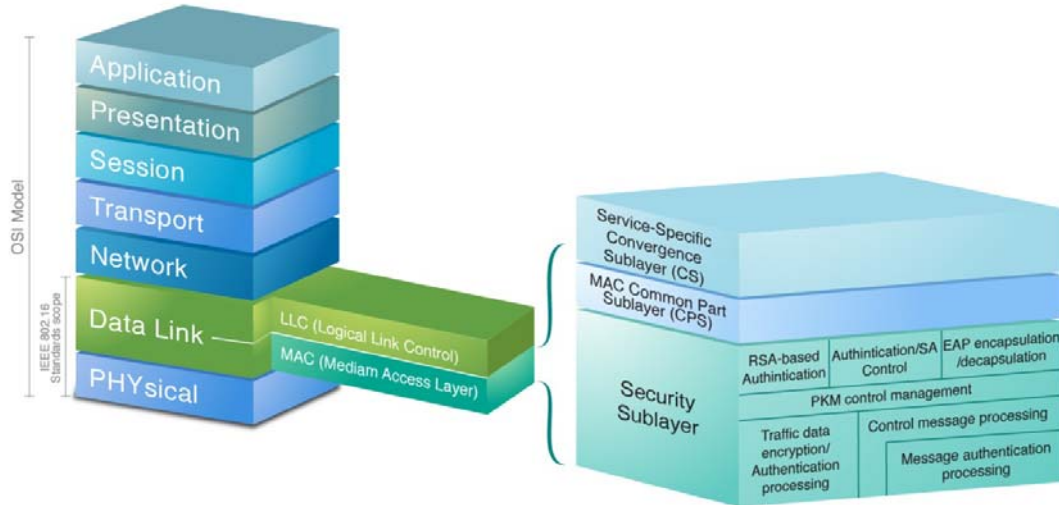 OSI Model
IEEE 802.16
Standards scope
Application
Presentation
Session
Transport
Network
Data Link
PHYsical
LLC (Logical Link Control)
MAC (Mediam Access Layer)
Service-Specific
Convergence
Sublayer (CS)
MAC Common Part
Sublayer (CPS)
Security
Sublayer
RSA-based
Authintication
Authintication/SA
Control
EAP encapsulation
/decapsulation
PKM control management
Traffic data
encryption/
Authentication
processing
Control message processing
Message authentication
processing